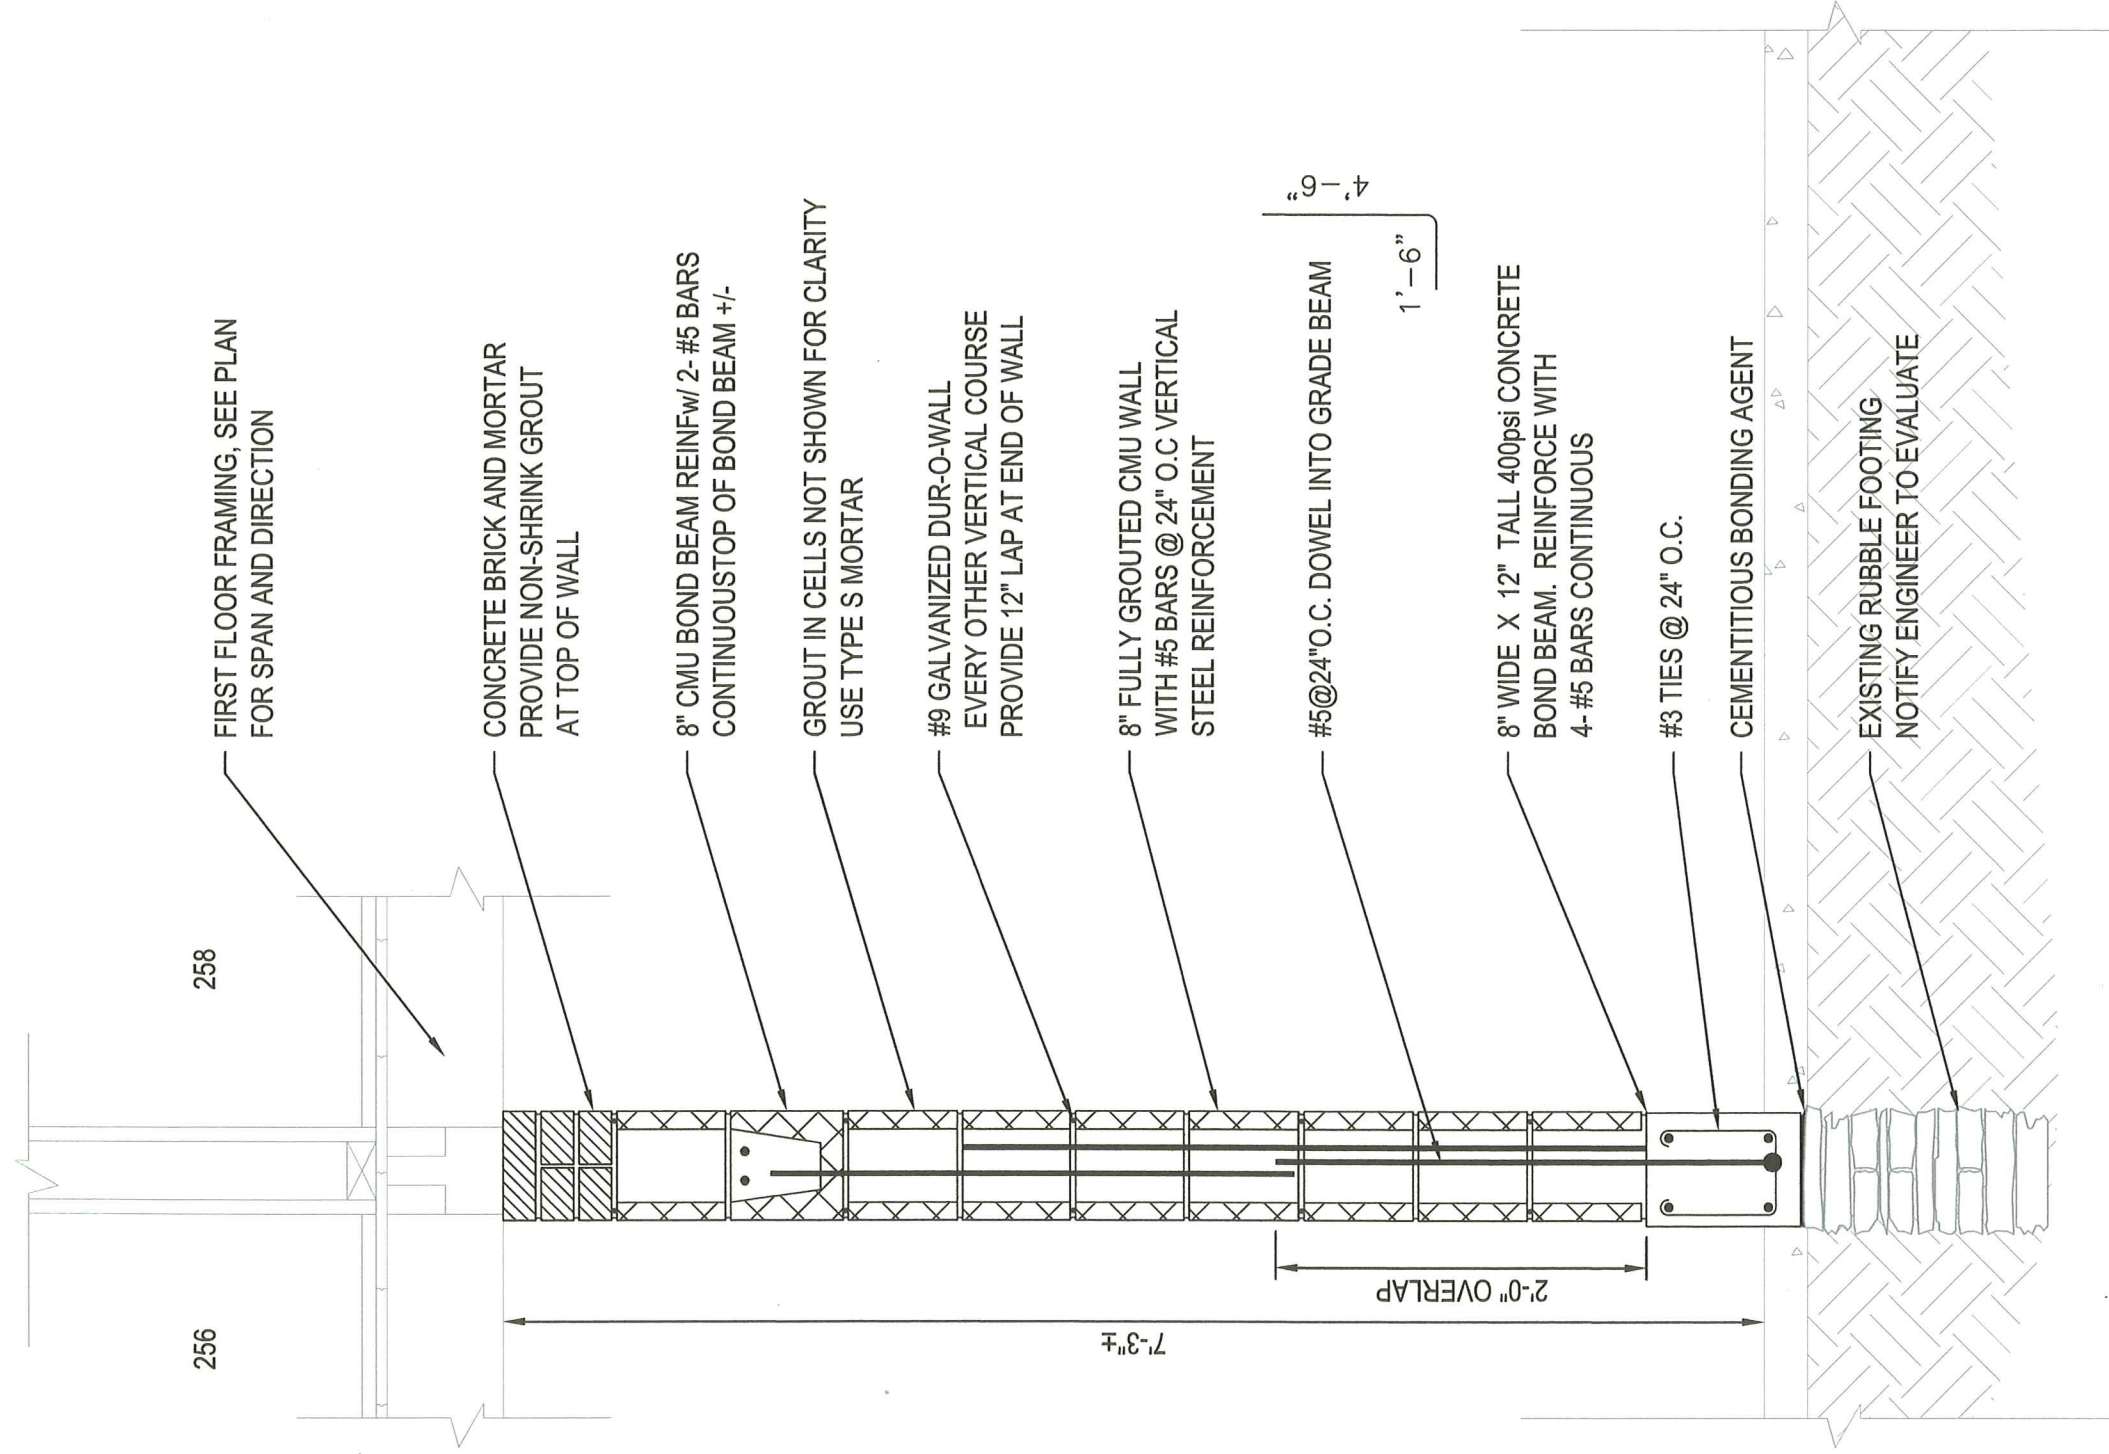 258
256
FIRST FLOOR FRAMING, SEE PLAN
FOR SPAN AND DIRECTION
CONCRETE BRICK AND MORTAR
PROVIDE NON-SHRINK GROUT
AT TOP OF WALL
8" CMU BOND BEAM REINFw/ 2- #5 BARS
CONTINUOUSTOP OF BOND BEAM +/-
GROUT IN CELLS NOT SHOWN FOR CLARITY
USE TYPE S MORTAR
#9 GALVANIZED DUR-O-WALL
EVERY OTHER VERTICAL COURSE
PROVIDE 12" LAP AT END OF WALL
8" FULLY GROUTED CMU WALL
WITH #5 BARS @ 24" O.C VERTICAL
STEEL REINFORCEMENT
#5@24"O.C. DOWEL INTO GRADE BEAM
4'-6"
1'-6"
8" WIDE X 12" TALL 400psi CONCRETE
BOND BEAM. REINFORCE WITH
4- #5 BARS CONTINUOUS
#3 TIES @ 24" O.C.
CEMENTITIOUS BONDING AGENT
EXISTING RUBBLE FOOTING
NOTIFY ENGINEER TO EVALUATE
2'-0" OVERLAP
7'-3"±